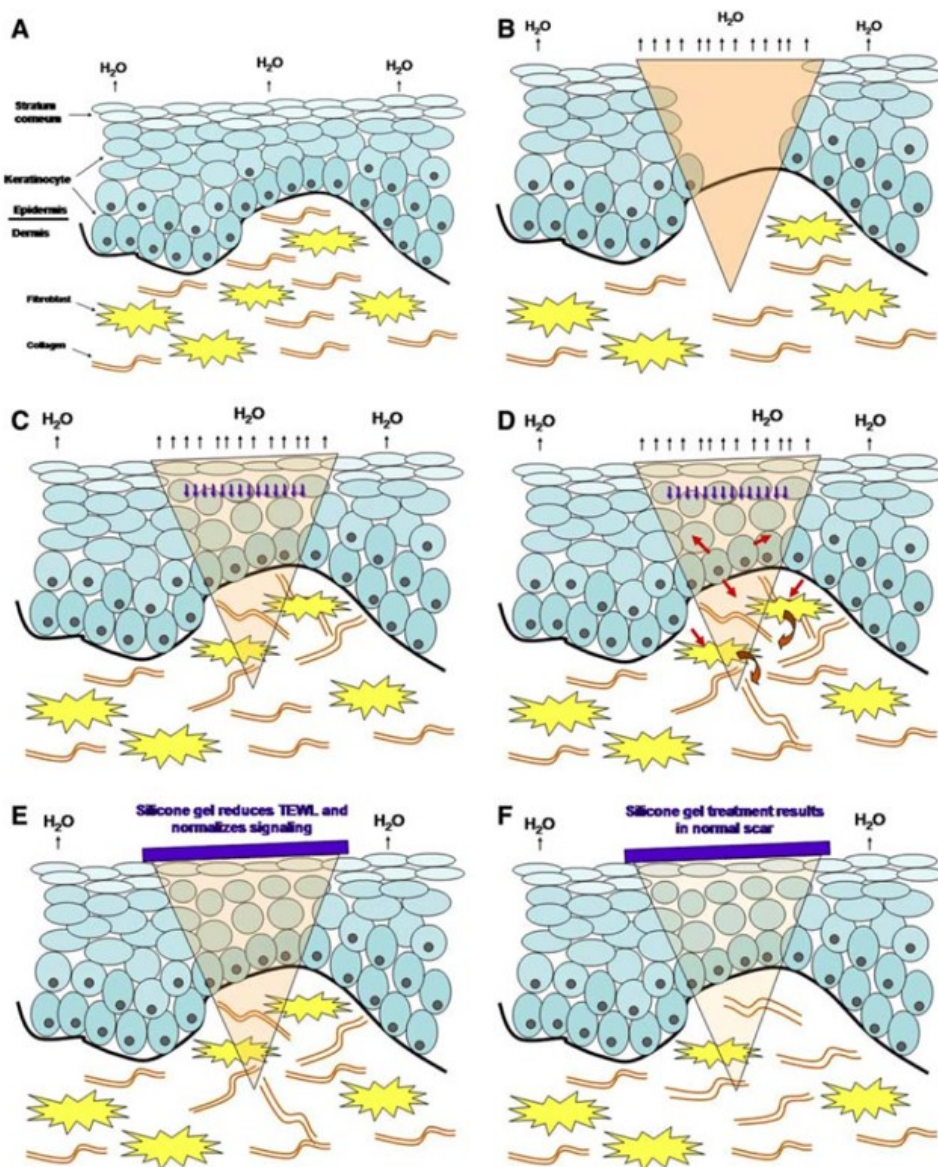 A
H2O
H2O
H2O
Stratum
corneum
Keratinocyte
Epidermis
Dermis
Fibroblast
Collagen
B
H2O
H2O
H2O
C
H2O
H2O
H2O
D
H2O
H2O
H2O
E
Silicone gel reduces TEWL and
normalizes signaling
H2O
H2O
F
Silicone gel treatment results
in normal scar
H2O
H2O